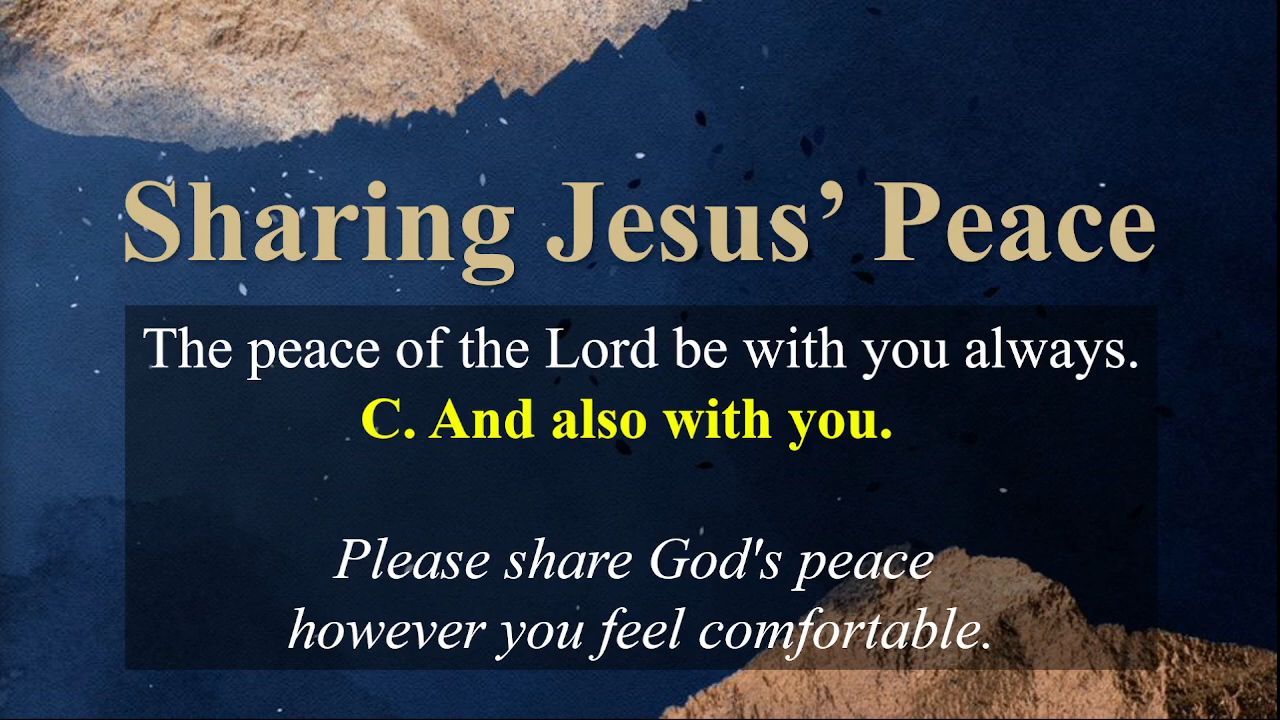 Sharing Jesus’ Peace
The peace of the Lord be with you always.
C. And also with you.
Please share God's peace
however you feel comfortable.